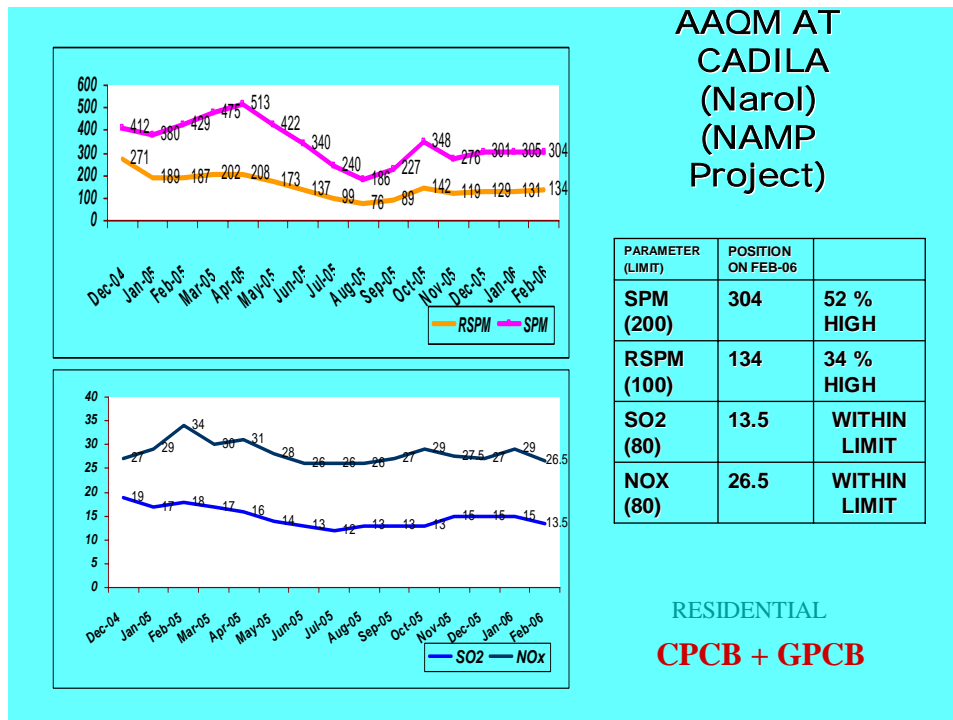 AAQM AT
CADILA
(Narol)
(NAMP
Project)
600
500
400
300
200
100
0
412 380 429 475 513 422 340 240 186 227 348 276 301 305 304
271 189 187 202 208 173 137 99 76 89 142 119 129 131 134
Dec-04 Jan-05 Feb-05 Mar-05 Apr-05 May-05 Jun-05 Jul-05 Aug-05 Sep-05 Oct-05 Nov-05 Dec-05 Jan-06 Feb-06
RSPM SPM
40
35
30
25
20
15
10
5
0
27 29 34 30 31 28 26 26 26 27 29 27.5 27 29 26.5
19 17 18 17 16 14 13 12 13 13 13 15 15 15 13.5
Dec-04 Jan-05 Feb-05 Mar-05 Apr-05 May-05 Jun-05 Jul-05 Aug-05 Sep-05 Oct-05 Nov-05 Dec-05 Jan-06 Feb-06
SO2 NOx
PARAMETER POSITION
(LIMIT) ON FEB-06
SPM 304 52 %
(200) HIGH
RSPM 134 34 %
(100) HIGH
SO2 13.5 WITHIN
(80) LIMIT
NOX 26.5 WITHIN
(80) LIMIT
RESIDENTIAL
CPCB + GPCB